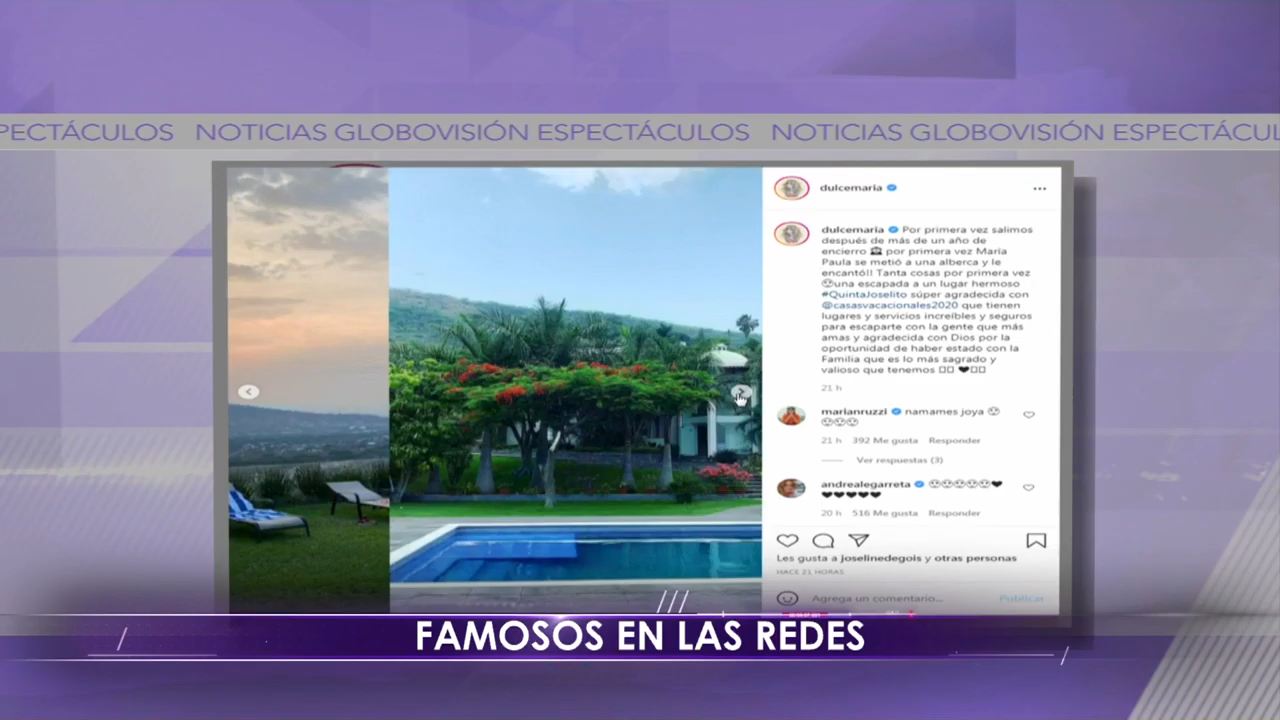 PECTÁCULOS NOTICIAS GLOBOVISIÓN ESPECTÁCULOS NOTICIAS GLOBOVISIÓN ESPECTÁCUL
dulcemaria
dulcemaria Por primera vez salimos
después de más de un año de
encierro por primera vez María
Paula se metió a una alberca y le
encantó!! Tanta cosas por primera vez
una escapada a un lugar hermoso
#QuintaJoselito súper agradecida con
@casasvacacionales2020 que tienen
lugares y servicios increíbles y seguros
para escaparte con la gente que más
amas y agradecida con Dios por la
oportunidad de haber estado con la
Familia que es lo más sagrado y
valioso que tenemos
21 h
marianruzzi namames joya
21 h 392 Me gusta Responder
Ver respuestas (3)
andrealegarreta
20 h 516 Me gusta Responder
Les gusta a joselinedegois y otras personas
HACE 21 HORAS
Agrega un comentario... Publicar
FAMOSOS EN LAS REDES